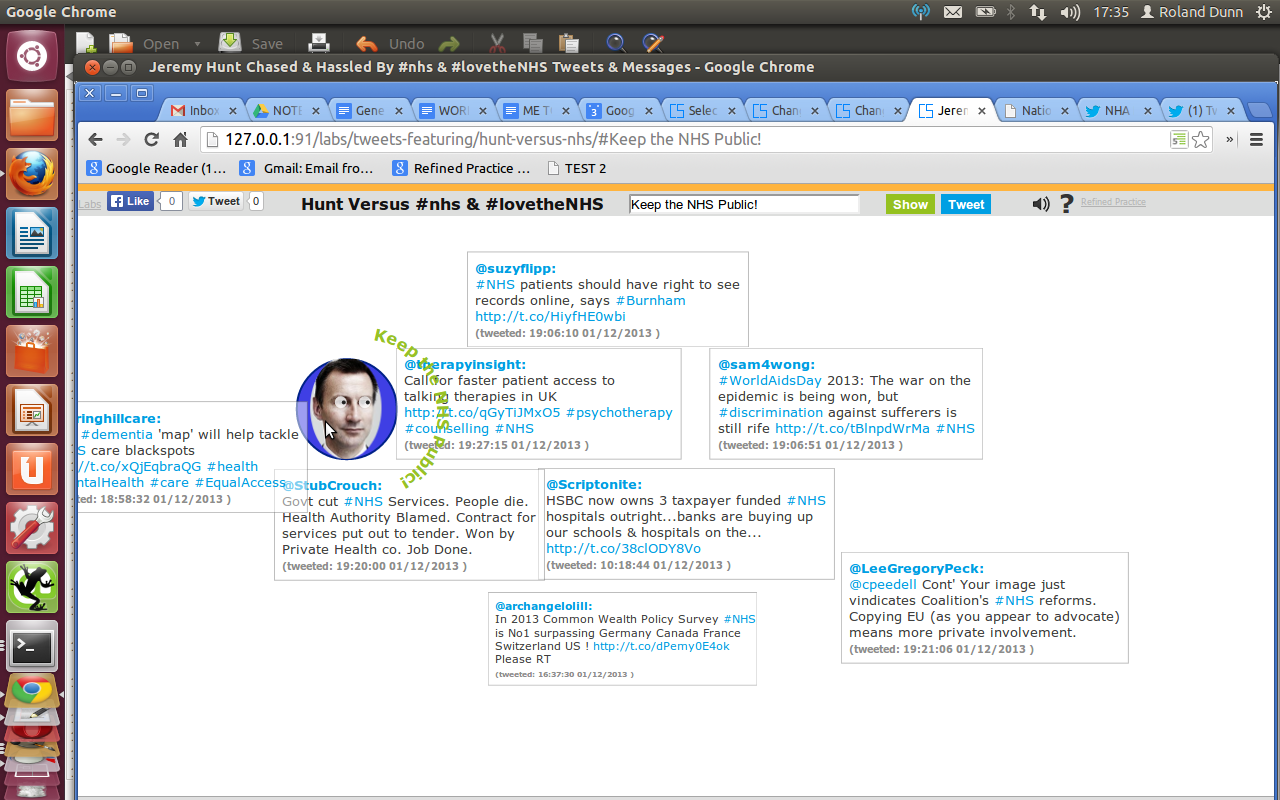 Google Chrome
17:35 Roland Dunn
Open Save Undo
Jeremy Hunt Chased & Hassled By #nhs & #lovetheNHS Tweets & Messages - Google Chrome
Inbox NOTE Gene WOR ME T Goog Selec Chan Chan Jeren Natio NHA (1) Tw
127.0.0.1:91/labs/tweets-featuring/hunt-versus-nhs/#Keep the NHS Public!
Google Reader (1... Gmail: Email fro... Refined Practice ... TEST 2
Labs Like 0 Tweet 0 Hunt Versus #nhs & #lovetheNHS Keep the NHS Public! Show Tweet ? Refined Practice
@suzyflipp:
#NHS patients should have right to see
records online, says #Burnham
http://t.co/HiyfHE0wbi
(tweeted: 19:06:10 01/12/2013 )
Keep the NHS Public!
@therapyinsight:
Call for faster patient access to
talking therapies in UK
http://t.co/qGyTiJMxO5 #psychotherapy
#counselling #NHS
(tweeted: 19:27:15 01/12/2013 )
@sam4wong:
#WorldAidsDay 2013: The war on the
epidemic is being won, but
#discrimination against sufferers is
still rife http://t.co/tBlnpdWrMa #NHS
(tweeted: 19:06:51 01/12/2013 )
ringhillcare:
#dementia 'map' will help tackle
S care blackspots
//t.co/xQjEqbraQG #health
ntalHealth #care #EqualAccess
ted: 18:58:32 01/12/2013 )
@StubCrouch:
Govt cut #NHS Services. People die.
Health Authority Blamed. Contract for
services put out to tender. Won by
Private Health co. Job Done.
(tweeted: 19:20:00 01/12/2013 )
@Scriptonite:
HSBC now owns 3 taxpayer funded #NHS
hospitals outright...banks are buying up
our schools & hospitals on the...
http://t.co/38clODY8Vo
(tweeted: 10:18:44 01/12/2013 )
@LeeGregoryPeck:
@cpeedell Cont' Your image just
vindicates Coalition's #NHS reforms.
Copying EU (as you appear to advocate)
means more private involvement.
(tweeted: 19:21:06 01/12/2013 )
@archangelolill:
In 2013 Common Wealth Policy Survey #NHS
is No1 surpassing Germany Canada France
Switzerland US ! http://t.co/dPemy0E4ok
Please RT
(tweeted: 16:37:30 01/12/2013 )